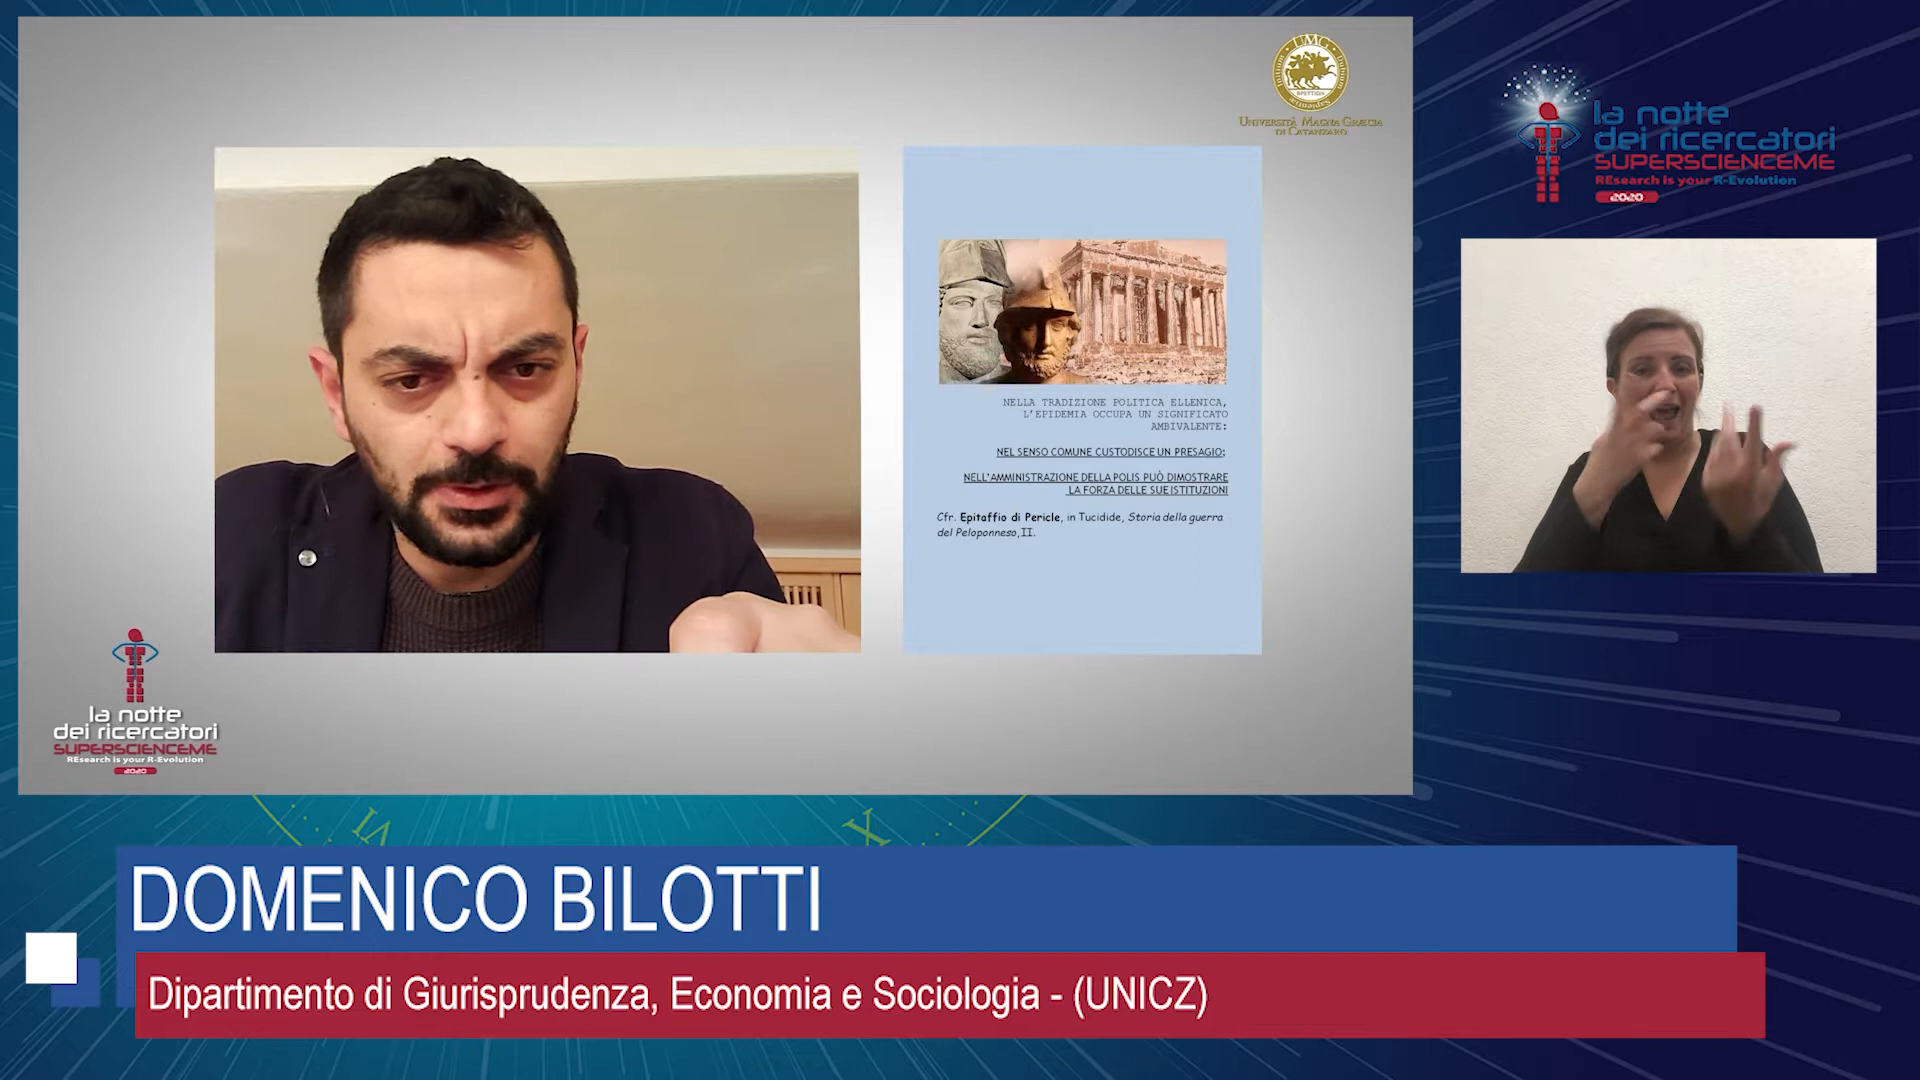 UMG
UNIVERSITÀ MAGNA GRÆCIA
DI CATANZARO
la notte
dei ricercatori
SUPERSCIENCEME
REsearch is your R-Evolution
2020
NELLA TRADIZIONE POLITICA ELLENICA,
L'EPIDEMIA OCCUPA UN SIGNIFICATO
AMBIVALENTE:
NEL SENSO COMUNE CUSTODISCE UN PRESAGIO;
NELL'AMMINISTRAZIONE DELLA POLIS PUÒ DIMOSTRARE
LA FORZA DELLE SUE ISTITUZIONI
Cfr. Epitaffio di Pericle, in Tucidide, Storia della guerra
del Peloponneso, II.
la notte
dei ricercatori
SUPERSCIENCEME
REsearch is your R-Evolution
2020
VI
X
DOMENICO BILOTTI
Dipartimento di Giurisprudenza, Economia e Sociologia - (UNICZ)